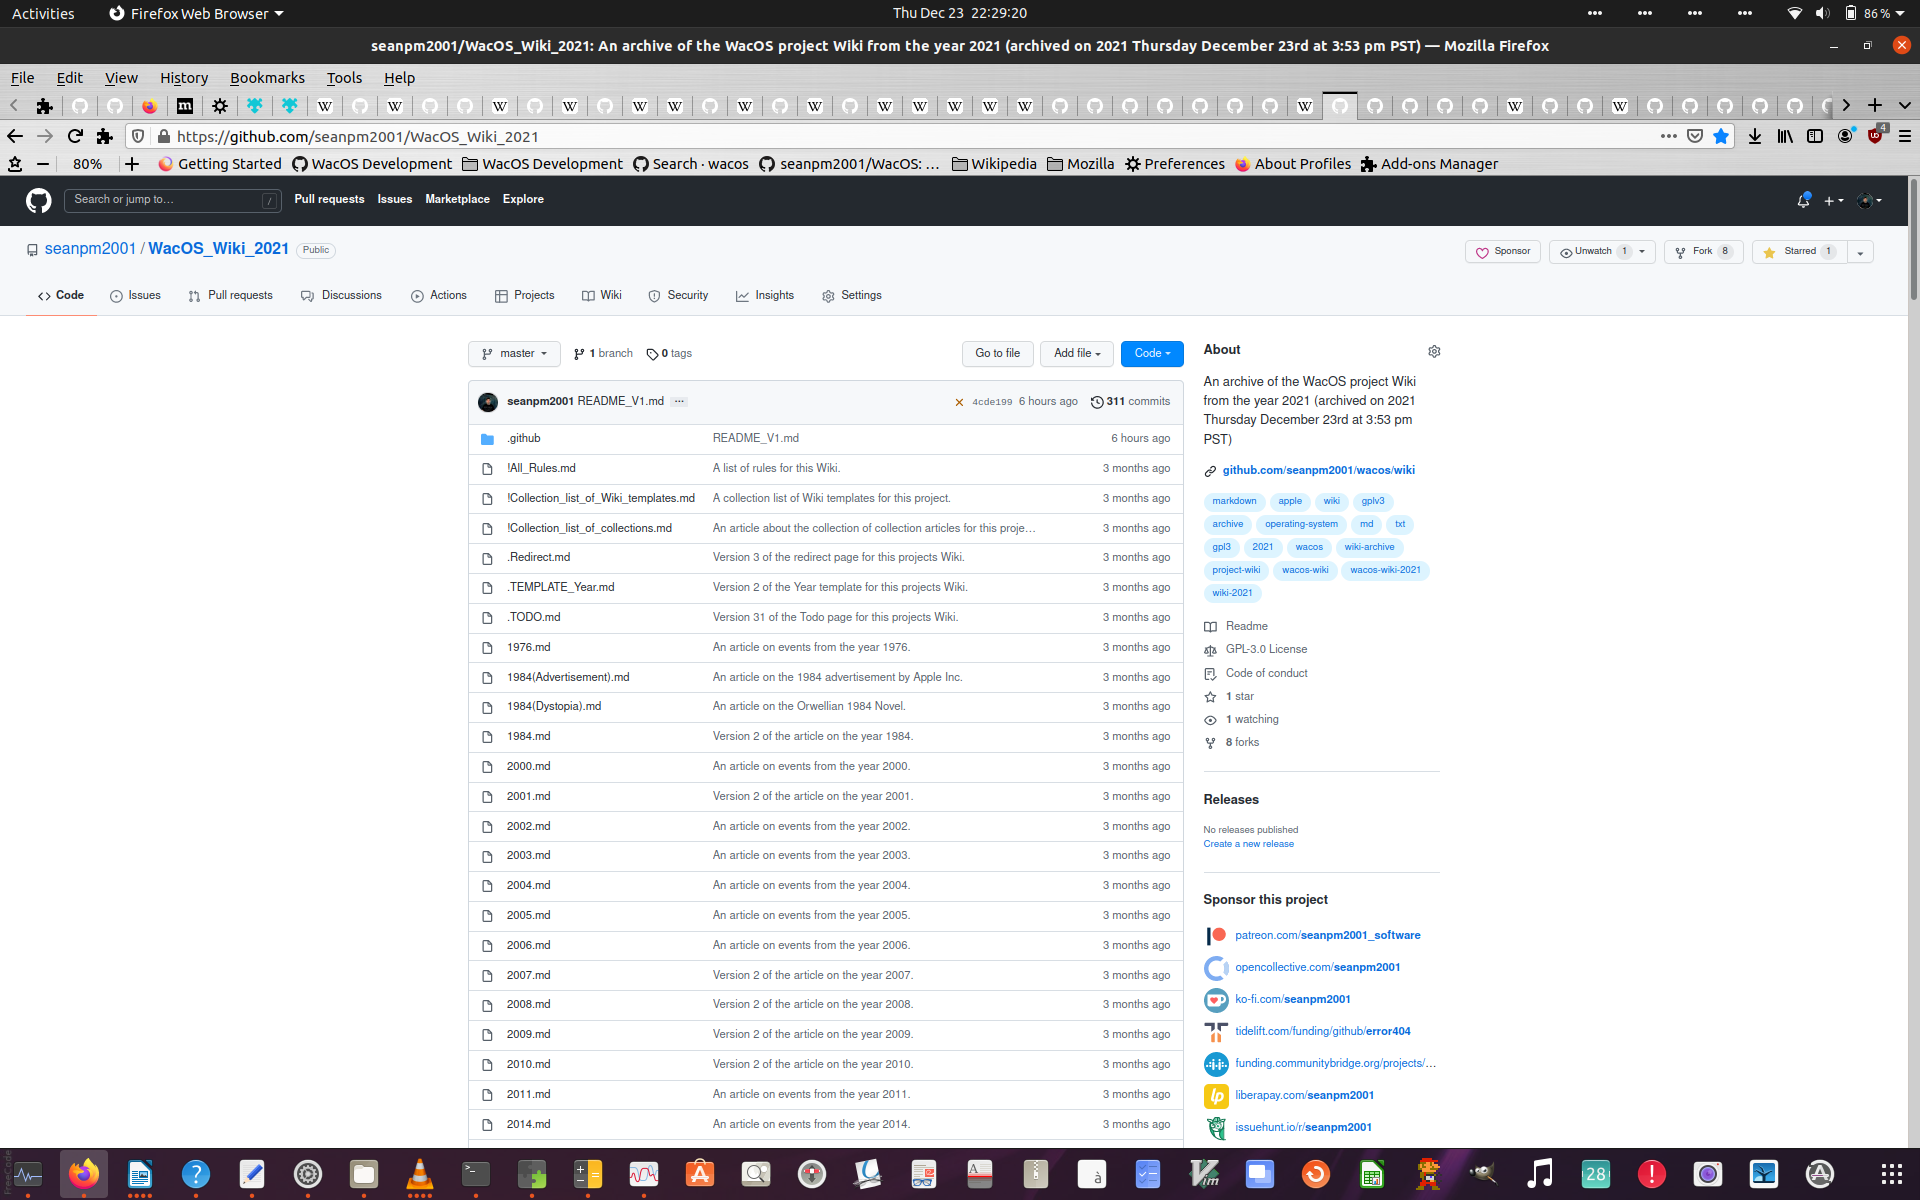 Activities
Firefox Web Browser
Thu Dec 23 22:29:20
86 %
seanpm2001/WacOS_Wiki_2021: An archive of the WacOS project Wiki from the year 2021 (archived on 2021 Thursday December 23rd at 3:53 pm PST) — Mozilla Firefox
File Edit View History Bookmarks Tools Help
https://github.com/seanpm2001/WacOS_Wiki_2021
4
80%
Getting Started
WacOS Development
WacOS Development
Search · wacos
seanpm2001/WacOS: ...
Wikipedia
Mozilla
Preferences
About Profiles
Add-ons Manager
Search or jump to…
/
Pull requests Issues Marketplace Explore
seanpm2001 / WacOS_Wiki_2021 Public
Sponsor
Unwatch 1
Fork 8
Starred 1
Code Issues Pull requests Discussions Actions Projects Wiki Security Insights Settings
master
1 branch
0 tags
Go to file
Add file
Code
seanpm2001 README_V1.md ...
4cde199 6 hours ago 311 commits
.github README_V1.md 6 hours ago
!All_Rules.md A list of rules for this Wiki. 3 months ago
!Collection_list_of_Wiki_templates.md A collection list of Wiki templates for this project. 3 months ago
!Collection_list_of_collections.md An article about the collection of collection articles for this proje… 3 months ago
.Redirect.md Version 3 of the redirect page for this projects Wiki. 3 months ago
.TEMPLATE_Year.md Version 2 of the Year template for this projects Wiki. 3 months ago
.TODO.md Version 31 of the Todo page for this projects Wiki. 3 months ago
1976.md An article on events from the year 1976. 3 months ago
1984(Advertisement).md An article on the 1984 advertisement by Apple Inc. 3 months ago
1984(Dystopia).md An article on the Orwellian 1984 Novel. 3 months ago
1984.md Version 2 of the article on the year 1984. 3 months ago
2000.md An article on events from the year 2000. 3 months ago
2001.md Version 2 of the article on the year 2001. 3 months ago
2002.md An article on events from the year 2002. 3 months ago
2003.md An article on events from the year 2003. 3 months ago
2004.md An article on events from the year 2004. 3 months ago
2005.md An article on events from the year 2005. 3 months ago
2006.md An article on events from the year 2006. 3 months ago
2007.md Version 2 of the article on the year 2007. 3 months ago
2008.md Version 2 of the article on the year 2008. 3 months ago
2009.md Version 2 of the article on the year 2009. 3 months ago
2010.md Version 2 of the article on the year 2010. 3 months ago
2011.md An article on events from the year 2011. 3 months ago
2014.md An article on events from the year 2014. 3 months ago
About
An archive of the WacOS project Wiki
from the year 2021 (archived on 2021
Thursday December 23rd at 3:53 pm
PST)
github.com/seanpm2001/wacos/wiki
markdown apple wiki gplv3
archive operating-system md txt
gpl3 2021 wacos wiki-archive
project-wiki wacos-wiki wacos-wiki-2021
wiki-2021
Readme
GPL-3.0 License
Code of conduct
1 star
1 watching
8 forks
Releases
No releases published
Create a new release
Sponsor this project
patreon.com/seanpm2001_software
opencollective.com/seanpm2001
ko-fi.com/seanpm2001
tidelift.com/funding/github/error404
funding.communitybridge.org/projects/…
lp
liberapay.com/seanpm2001
issuehunt.io/r/seanpm2001
28